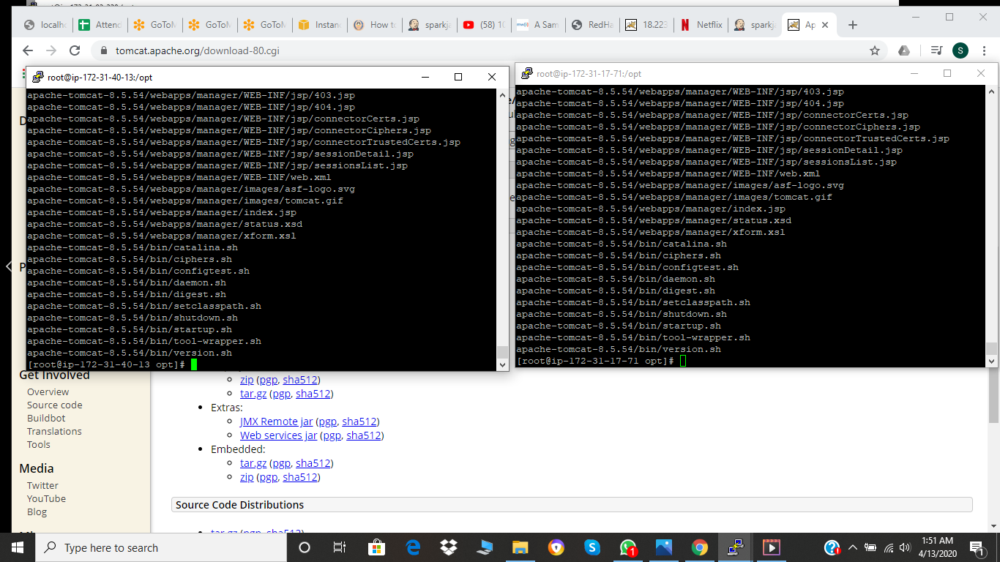 localh
Attend
GoToM
GoToM
GoToM
Instanc
How to
sparkja
(58) 10
A Sam
RedHa
18.223
Netflix
sparkja
Ap
tomcat.apache.org/download-80.cgi
S
root@ip-172-31-40-13:/opt
apache-tomcat-8.5.54/webapps/manager/WEB-INF/jsp/403.jsp
apache-tomcat-8.5.54/webapps/manager/WEB-INF/jsp/404.jsp
apache-tomcat-8.5.54/webapps/manager/WEB-INF/jsp/connectorCerts.jsp
apache-tomcat-8.5.54/webapps/manager/WEB-INF/jsp/connectorCiphers.jsp
apache-tomcat-8.5.54/webapps/manager/WEB-INF/jsp/connectorTrustedCerts.jsp
apache-tomcat-8.5.54/webapps/manager/WEB-INF/jsp/sessionDetail.jsp
apache-tomcat-8.5.54/webapps/manager/WEB-INF/jsp/sessionsList.jsp
apache-tomcat-8.5.54/webapps/manager/WEB-INF/web.xml
apache-tomcat-8.5.54/webapps/manager/images/asf-logo.svg
apache-tomcat-8.5.54/webapps/manager/images/tomcat.gif
apache-tomcat-8.5.54/webapps/manager/index.jsp
apache-tomcat-8.5.54/webapps/manager/status.xsd
apache-tomcat-8.5.54/webapps/manager/xform.xsl
apache-tomcat-8.5.54/bin/catalina.sh
apache-tomcat-8.5.54/bin/ciphers.sh
apache-tomcat-8.5.54/bin/configtest.sh
apache-tomcat-8.5.54/bin/daemon.sh
apache-tomcat-8.5.54/bin/digest.sh
apache-tomcat-8.5.54/bin/setclasspath.sh
apache-tomcat-8.5.54/bin/shutdown.sh
apache-tomcat-8.5.54/bin/startup.sh
apache-tomcat-8.5.54/bin/tool-wrapper.sh
apache-tomcat-8.5.54/bin/version.sh
[root@ip-172-31-40-13 opt]#
root@ip-172-31-17-71:/opt
apache-tomcat-8.5.54/webapps/manager/WEB-INF/jsp/403.jsp
apache-tomcat-8.5.54/webapps/manager/WEB-INF/jsp/404.jsp
apache-tomcat-8.5.54/webapps/manager/WEB-INF/jsp/connectorCerts.jsp
apache-tomcat-8.5.54/webapps/manager/WEB-INF/jsp/connectorCiphers.jsp
apache-tomcat-8.5.54/webapps/manager/WEB-INF/jsp/connectorTrustedCerts.jsp
apache-tomcat-8.5.54/webapps/manager/WEB-INF/jsp/sessionDetail.jsp
apache-tomcat-8.5.54/webapps/manager/WEB-INF/jsp/sessionsList.jsp
apache-tomcat-8.5.54/webapps/manager/WEB-INF/web.xml
apache-tomcat-8.5.54/webapps/manager/images/asf-logo.svg
apache-tomcat-8.5.54/webapps/manager/images/tomcat.gif
apache-tomcat-8.5.54/webapps/manager/index.jsp
apache-tomcat-8.5.54/webapps/manager/status.xsd
apache-tomcat-8.5.54/webapps/manager/xform.xsl
apache-tomcat-8.5.54/bin/catalina.sh
apache-tomcat-8.5.54/bin/ciphers.sh
apache-tomcat-8.5.54/bin/configtest.sh
apache-tomcat-8.5.54/bin/daemon.sh
apache-tomcat-8.5.54/bin/digest.sh
apache-tomcat-8.5.54/bin/setclasspath.sh
apache-tomcat-8.5.54/bin/shutdown.sh
apache-tomcat-8.5.54/bin/startup.sh
apache-tomcat-8.5.54/bin/tool-wrapper.sh
apache-tomcat-8.5.54/bin/version.sh
[root@ip-172-31-17-71 opt]#
Get Involved
Overview
Source code
Buildbot
Translations
Tools
Media
Twitter
YouTube
Blog
zip (pgp, sha512)
tar.gz (pgp, sha512)
Extras:
JMX Remote jar (pgp, sha512)
Web services jar (pgp, sha512)
Embedded:
tar.gz (pgp, sha512)
zip (pgp, sha512)
Source Code Distributions
tar.gz (pgp, sha512)
Type here to search
1
1:51 AM
4/13/2020
1